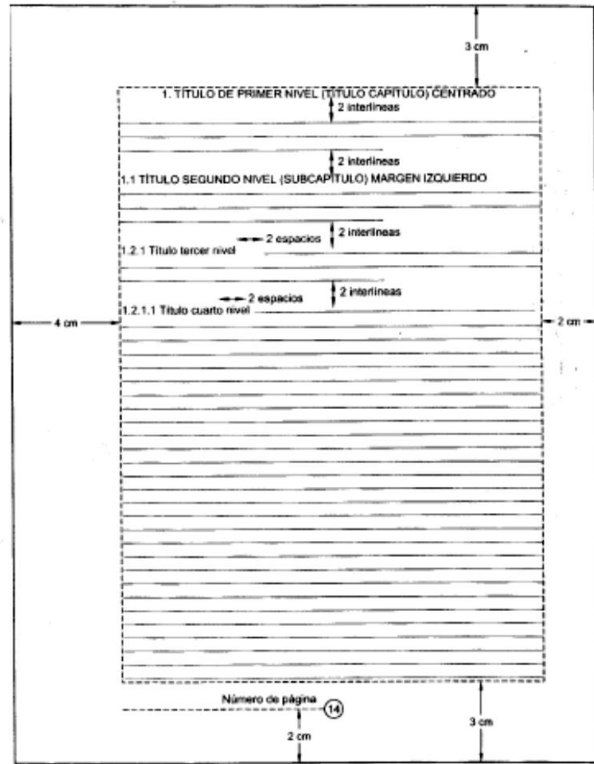 3 cm
1. TÍTULO DE PRIMER NIVEL (TÍTULO CAPÍTULO) CENTRADO
2 interlíneas
2 interlíneas
1.1 TÍTULO SEGUNDO NIVEL (SUBCAPÍTULO) MARGEN IZQUIERDO
2 espacios
2 interlíneas
1.2.1 Título tercer nivel
2 espacios
2 interlíneas
1.2.1.1 Título cuarto nivel
4 cm
2 cm
Número de página
14
2 cm
3 cm